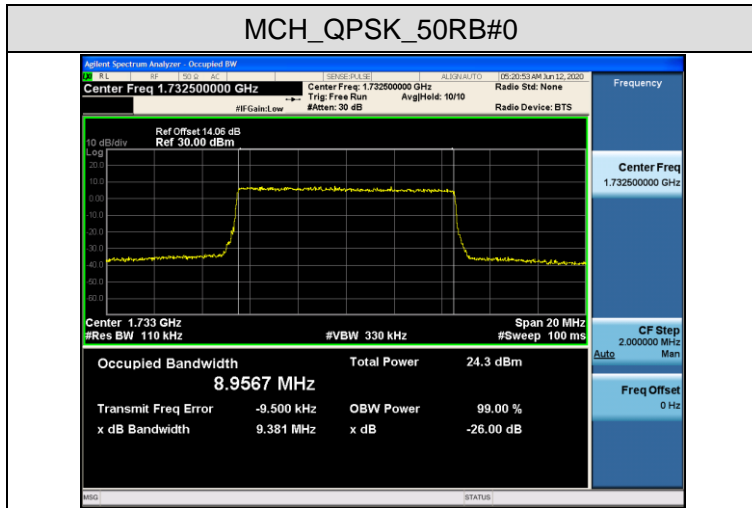 MCH_QPSK_50RB#0
Agilent Spectrum Analyzer - Occupied BW
RL RF 50 Ω AC SENSE:PULSE ALIGNAUTO 05:20:53 AM Jun 12, 2020
Center Freq 1.732500000 GHz
Center Freq: 1.732500000 GHz
Radio Std: None
Trig: Free Run Avg|Hold: 10/10
#IFGain:Low #Atten: 30 dB Radio Device: BTS
Frequency
Ref Offset 14.06 dB
10 dB/div Ref 30.00 dBm
Log
20.0
10.0
0.00
-10.0
-20.0
-30.0
-40.0
-50.0
-60.0
Center Freq
1.732500000 GHz
Center 1.733 GHz Span 20 MHz
#Res BW 110 kHz #VBW 330 kHz #Sweep 100 ms
CF Step
2.000000 MHz
Auto Man
Occupied Bandwidth Total Power 24.3 dBm
8.9567 MHz
Transmit Freq Error -9.500 kHz OBW Power 99.00 %
x dB Bandwidth 9.381 MHz x dB -26.00 dB
Freq Offset
0 Hz
MSG STATUS